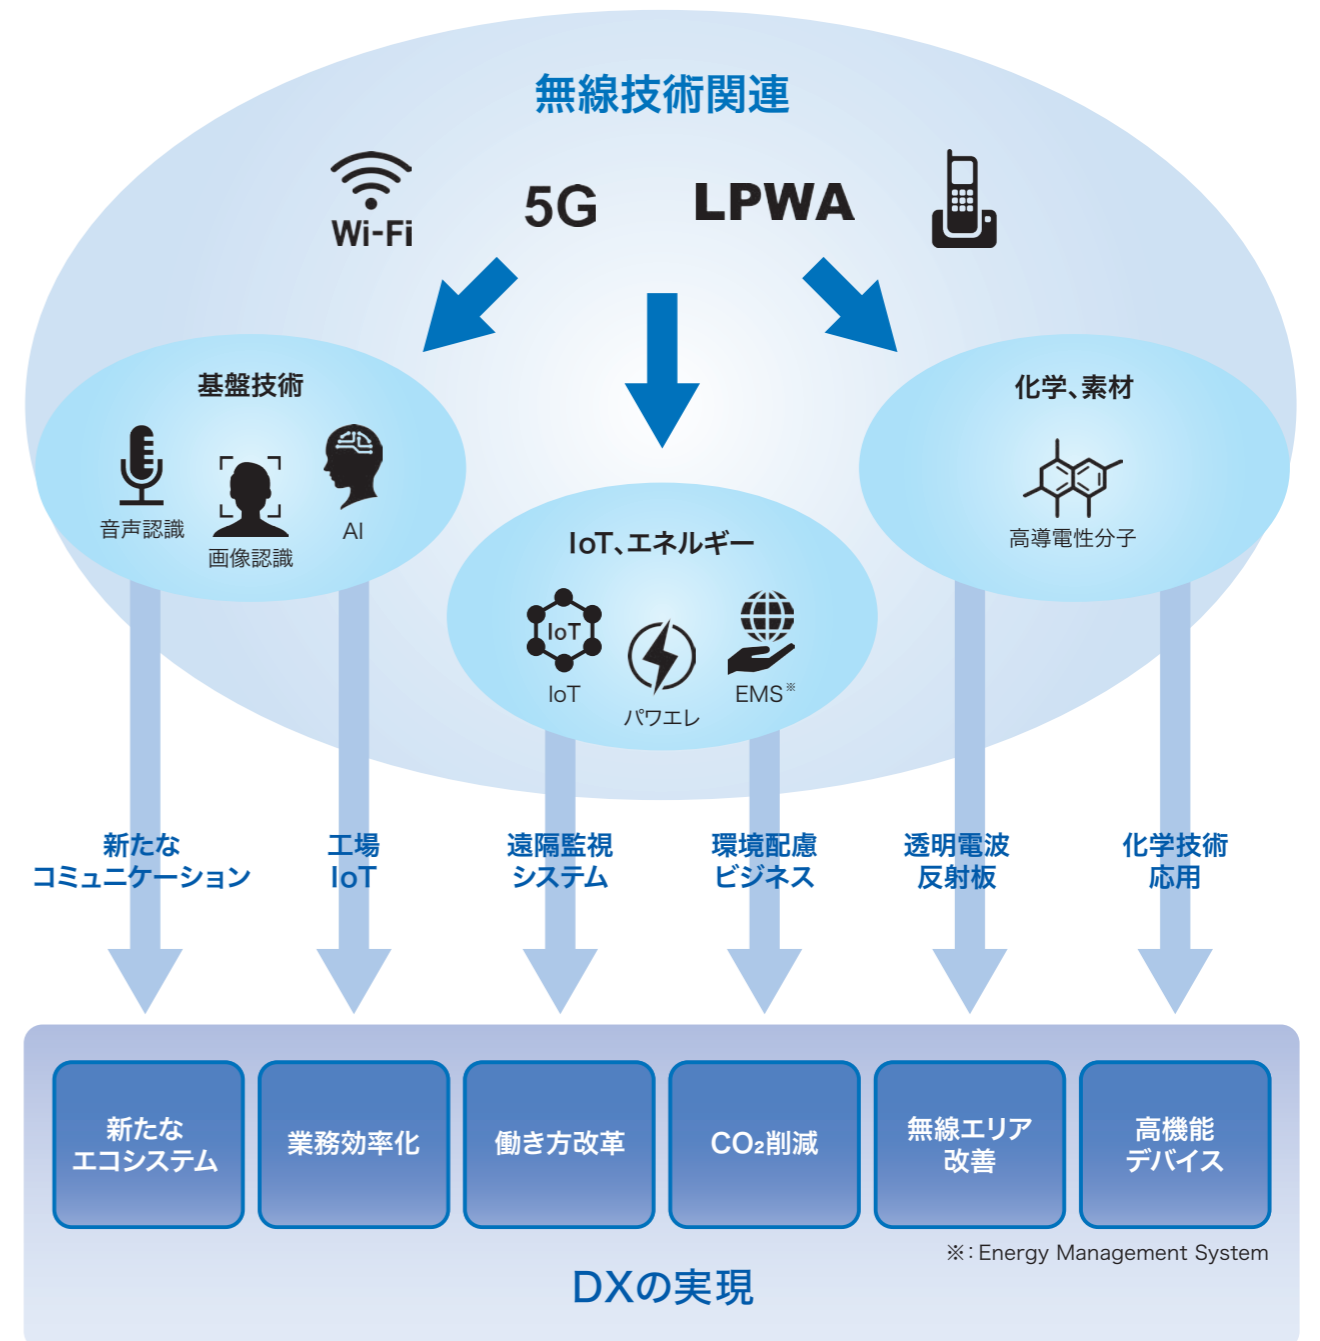 無線技術関連
Wi-Fi
5G
LPWA
基盤技術
音声認識
画像認識
AI
IoT、エネルギー
IoT
IoT
パワエレ
EMS※
化学、素材
高導電性分子
新たな
コミュニケーション
工場
IoT
遠隔監視
システム
環境配慮
ビジネス
透明電波
反射板
化学技術
応用
新たな
エコシステム
業務効率化
働き方改革
CO₂削減
無線エリア
改善
高機能
デバイス
※：Energy Management System
DXの実現